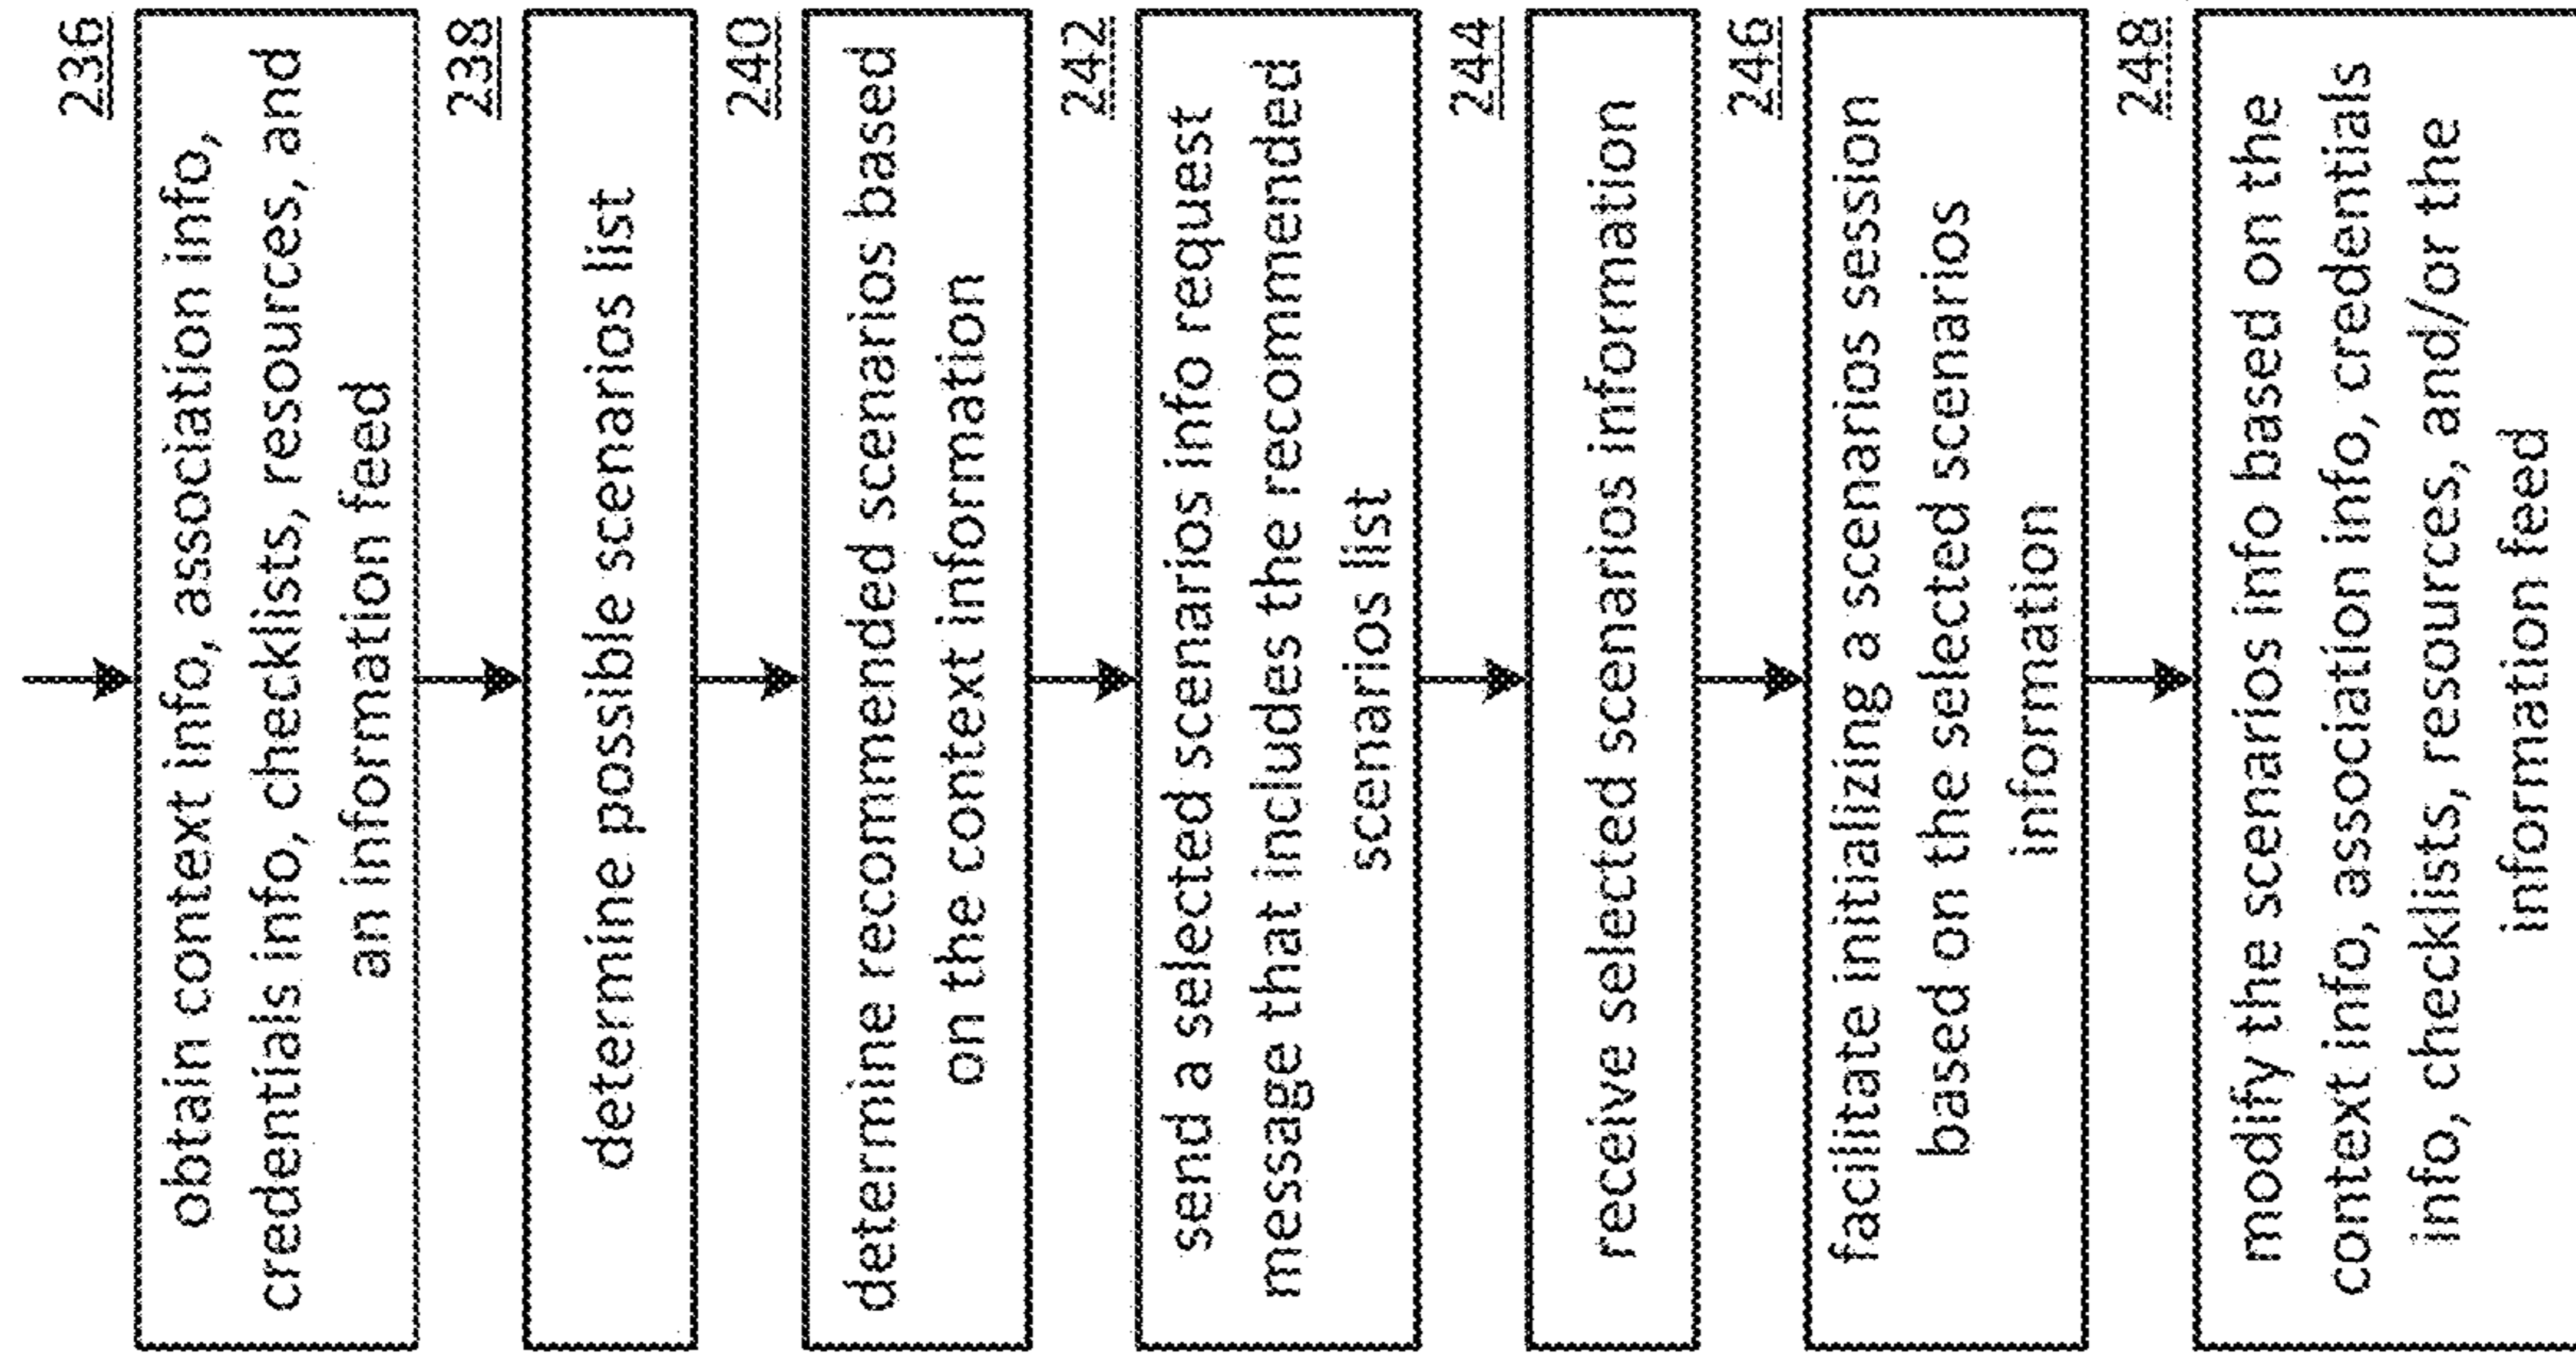 236
obtain context info, association info,
credentials info, checklists, resources, and
an information feed
238
determine possible scenarios list
240
determine recommended scenarios based
on the context information
242
send a selected scenarios info request
message that includes the recommended
scenarios list
244
receive selected scenarios information
246
facilitate initializing a scenarios session
based on the selected scenarios
information
248
modify the scenarios info based on the
context info, association info, credentials
info, checklists, resources, and/or the
information feed